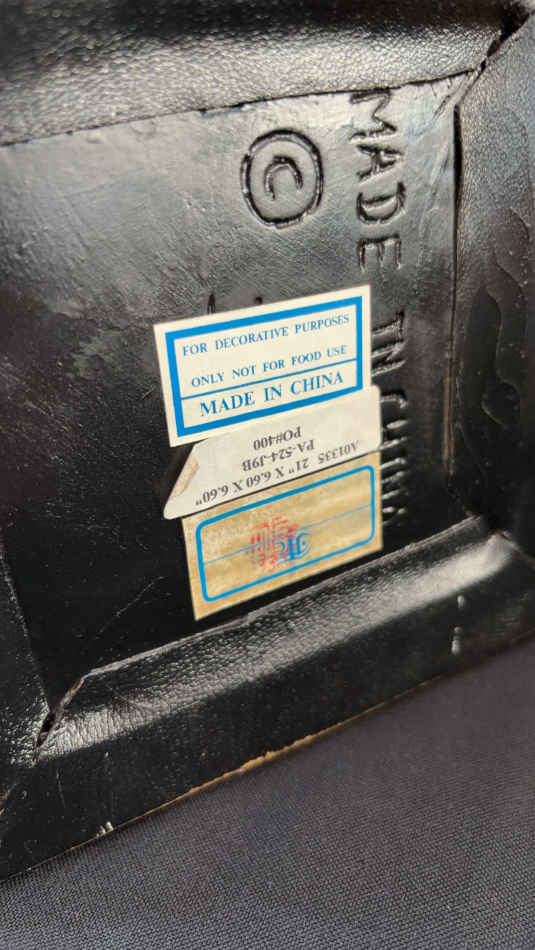 ©
MADE IN CHINA
FOR DECORATIVE PURPOSES
ONLY NOT FOR FOOD USE
MADE IN CHINA
A01335 21" X 6.60 X 6.60"
PA-524-J9B
PO#400